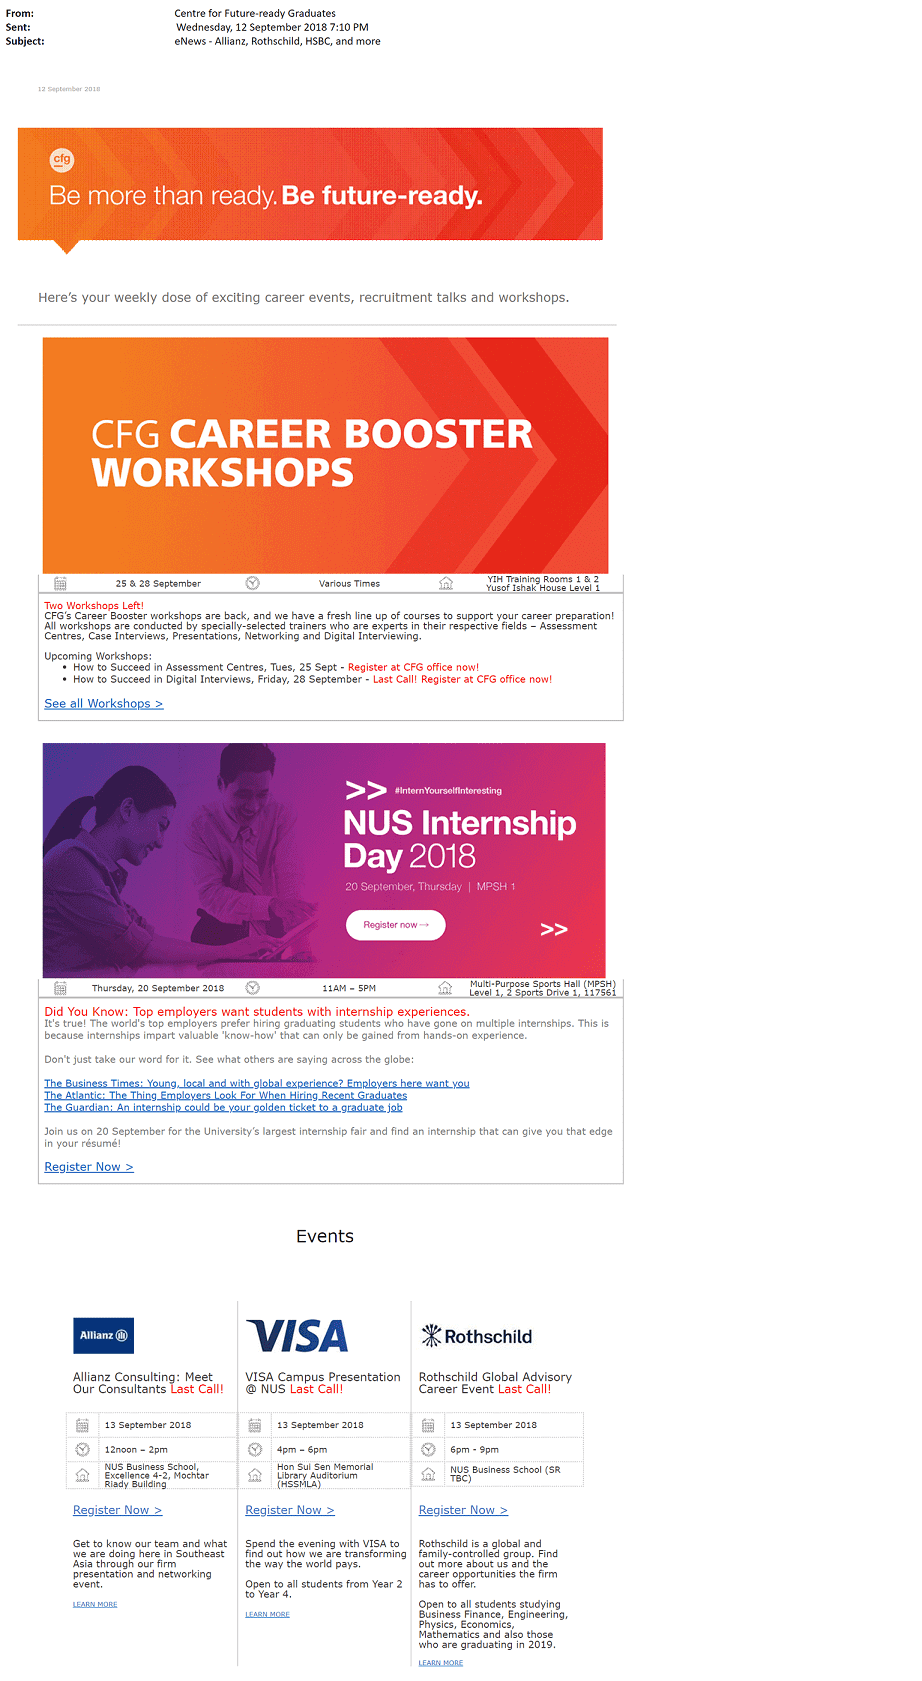 From: Centre for Future-ready Graduates
Sent: Wednesday, 12 September 2018 7:10 PM
Subject: eNews - Allianz, Rothschild, HSBC, and more
12 September 2018
cfg
Be more than ready. Be future-ready.
Here's your weekly dose of exciting career events, recruitment talks and workshops.
CFG CAREER BOOSTER
WORKSHOPS
25 & 28 September
Various Times
YIH Training Rooms 1 & 2
Yusof Ishak House Level 1
Two Workshops Left!
CFG's Career Booster workshops are back, and we have a fresh line up of courses to support your career preparation!
All workshops are conducted by specially-selected trainers who are experts in their respective fields – Assessment
Centres, Case Interviews, Presentations, Networking and Digital Interviewing.
Upcoming Workshops:
• How to Succeed in Assessment Centres, Tues, 25 Sept - Register at CFG office now!
• How to Succeed in Digital Interviews, Friday, 28 September - Last Call! Register at CFG office now!
See all Workshops >
>> #InternYourselfInteresting
NUS Internship
Day 2018
20 September, Thursday | MPSH 1
Register now →
>>
Thursday, 20 September 2018
11AM – 5PM
Multi-Purpose Sports Hall (MPSH)
Level 1, 2 Sports Drive 1, 117561
Did You Know: Top employers want students with internship experiences.
It's true! The world's top employers prefer hiring graduating students who have gone on multiple internships. This is
because internships impart valuable 'know-how' that can only be gained from hands-on experience.
Don't just take our word for it. See what others are saying across the globe:
The Business Times: Young, local and with global experience? Employers here want you
The Atlantic: The Thing Employers Look For When Hiring Recent Graduates
The Guardian: An internship could be your golden ticket to a graduate job
Join us on 20 September for the University's largest internship fair and find an internship that can give you that edge
in your résumé!
Register Now >
Events
Allianz
Allianz Consulting: Meet
Our Consultants Last Call!
13 September 2018
12noon – 2pm
NUS Business School,
Excellence 4-2, Mochtar
Riady Building
Register Now >
Get to know our team and what
we are doing here in Southeast
Asia through our firm
presentation and networking
event.
LEARN MORE
VISA
VISA Campus Presentation
@ NUS Last Call!
13 September 2018
4pm – 6pm
Hon Sui Sen Memorial
Library Auditorium
(HSSMLA)
Register Now >
Spend the evening with VISA to
find out how we are transforming
the way the world pays.
Open to all students from Year 2
to Year 4.
LEARN MORE
Rothschild
Rothschild Global Advisory
Career Event Last Call!
13 September 2018
6pm - 9pm
NUS Business School (SR
TBC)
Register Now >
Rothschild is a global and
family-controlled group. Find
out more about us and the
career opportunities the firm
has to offer.
Open to all students studying
Business Finance, Engineering,
Physics, Economics,
Mathematics and also those
who are graduating in 2019.
LEARN MORE